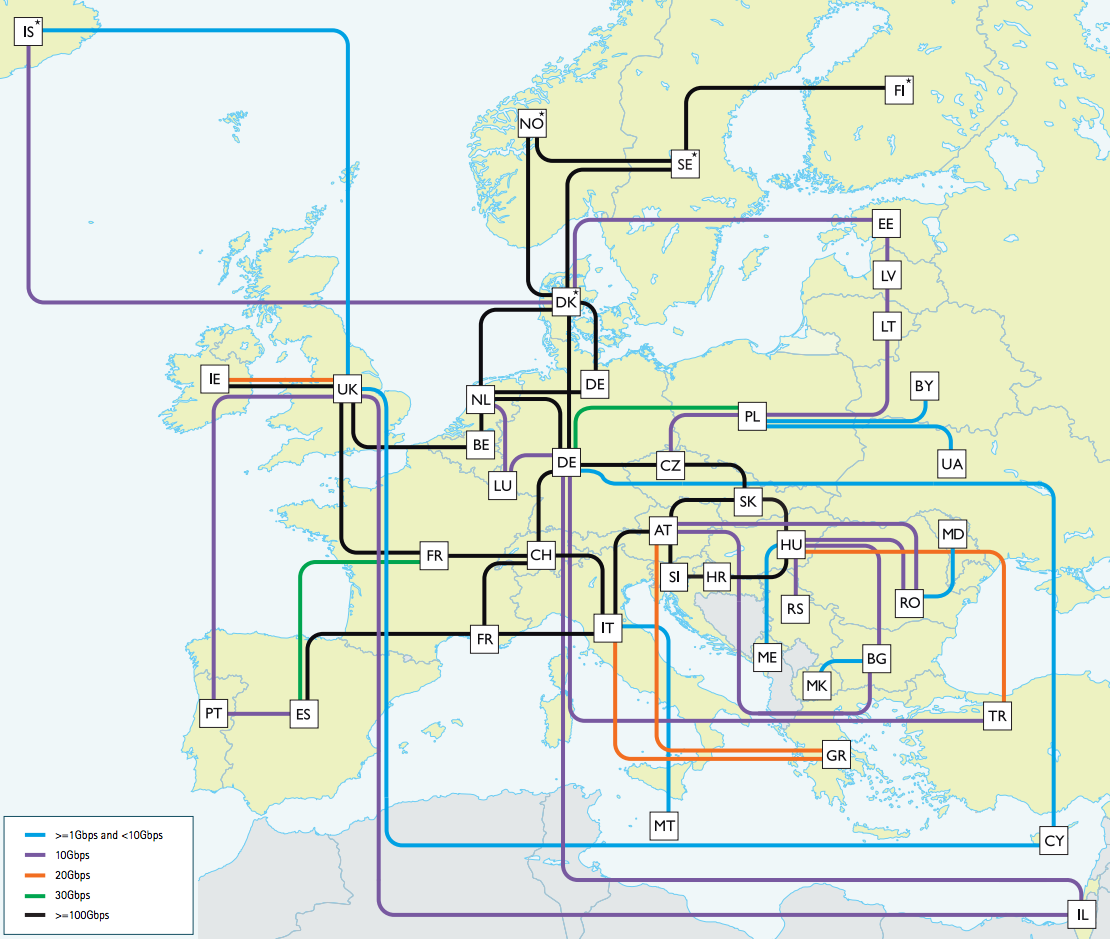 IS*
FI*
NO*
SE*
EE
LV
DK*
LT
IE
UK
DE
BY
NL
PL
BE
DE
CZ
UA
LU
SK
AT
MD
HU
FR
CH
SI
HR
RO
RS
IT
FR
ME
BG
MK
PT
ES
TR
GR
MT
CY
IL
>=1Gbps and <10Gbps
10Gbps
20Gbps
30Gbps
>=100Gbps